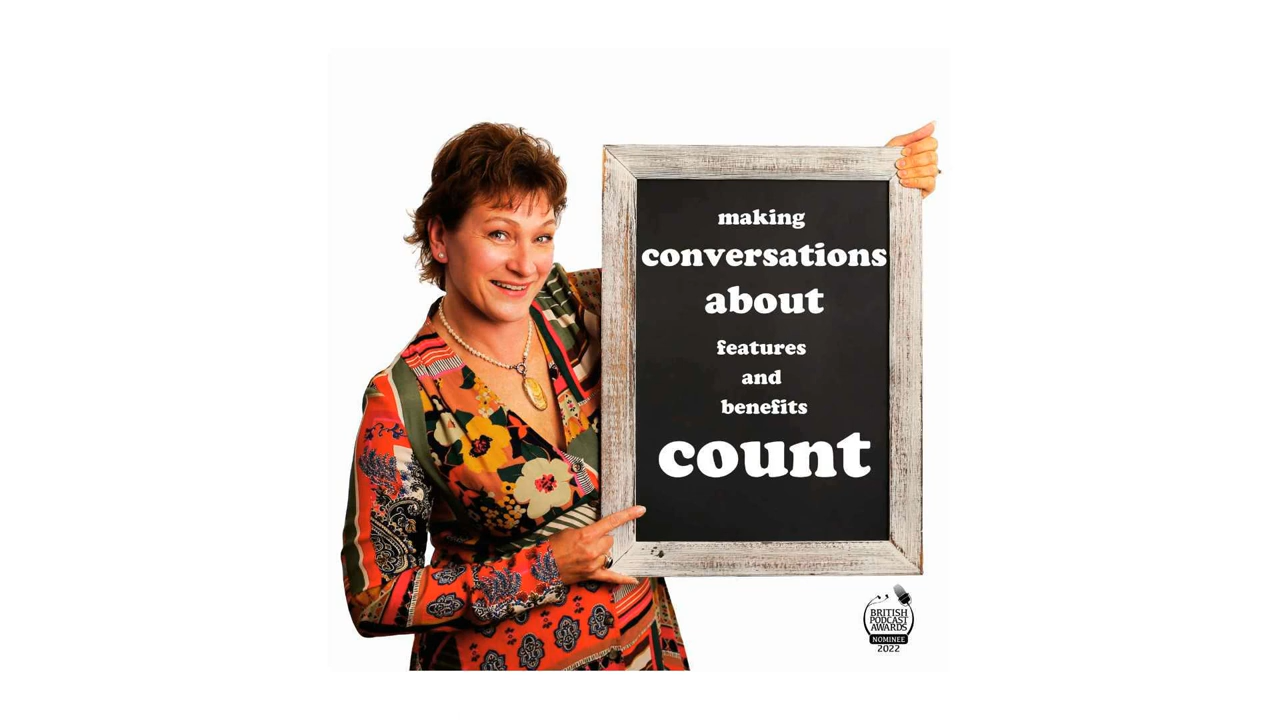 making
conversations
about
features
and
benefits
count
BRITISH
PODCAST
AWARDS
NOMINEE
2022